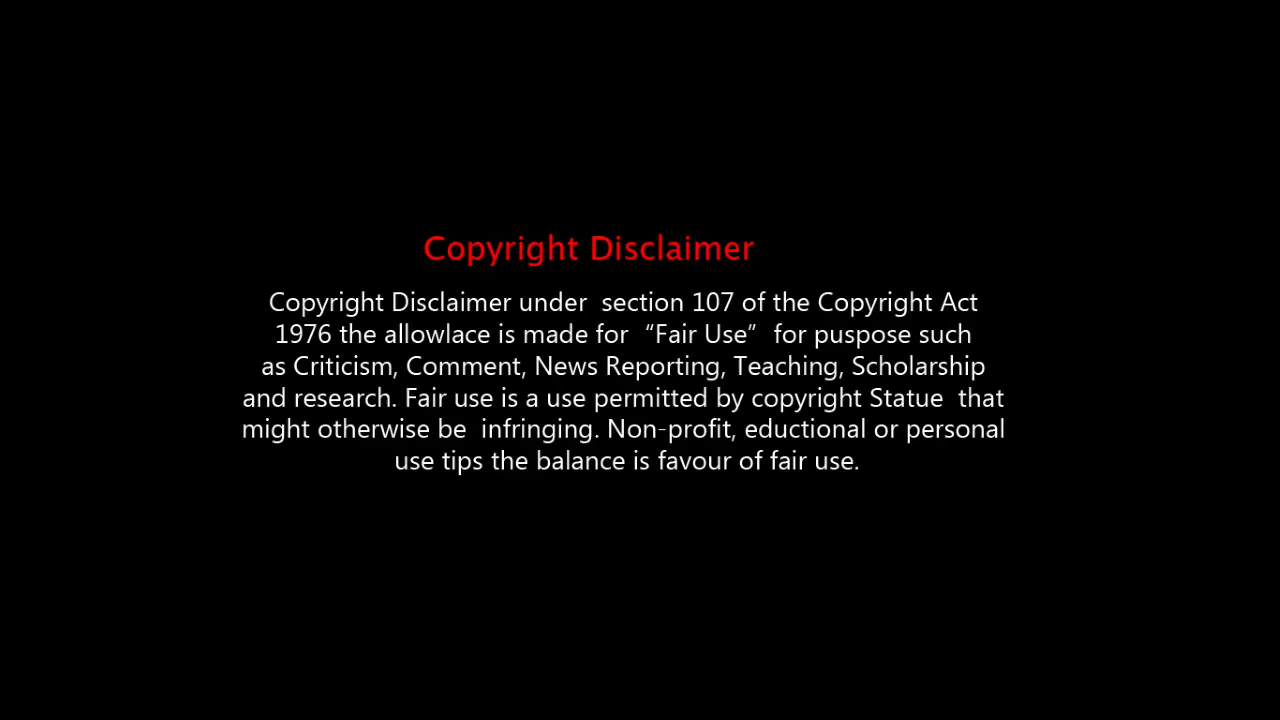 Copyright Disclaimer
Copyright Disclaimer under  section 107 of the Copyright Act
1976 the allowlace is made for  “Fair Use”  for puspose such
as Criticism, Comment, News Reporting, Teaching, Scholarship
and research. Fair use is a use permitted by copyright Statue  that
might otherwise be  infringing. Non-profit, eductional or personal
use tips the balance is favour of fair use.